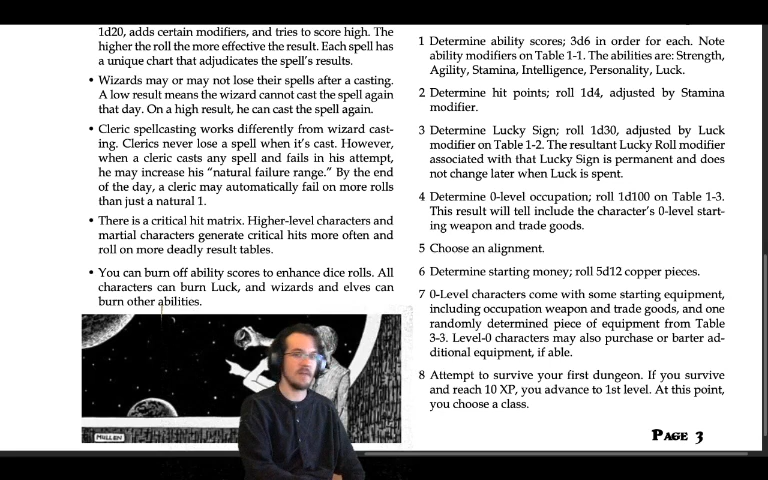 1d20, adds certain modifiers, and tries to score high. The
higher the roll the more effective the result. Each spell has
a unique chart that adjudicates the spell's results.
• Wizards may or may not lose their spells after a casting.
A low result means the wizard cannot cast the spell again
that day. On a high result, he can cast the spell again.
• Cleric spellcasting works differently from wizard cast-
ing. Clerics never lose a spell when it's cast. However,
when a cleric casts any spell and fails in his attempt,
he may increase his “natural failure range.” By the end
of the day, a cleric may automatically fail on more rolls
than just a natural 1.
• There is a critical hit matrix. Higher-level characters and
martial characters generate critical hits more often and
roll on more deadly result tables.
• You can burn off ability scores to enhance dice rolls. All
characters can burn Luck, and wizards and elves can
burn other abilities.
MULLEN
1 Determine ability scores; 3d6 in order for each. Note
ability modifiers on Table 1-1. The abilities are: Strength,
Agility, Stamina, Intelligence, Personality, Luck.
2 Determine hit points; roll 1d4, adjusted by Stamina
modifier.
3 Determine Lucky Sign; roll 1d30, adjusted by Luck
modifier on Table 1-2. The resultant Lucky Roll modifier
associated with that Lucky Sign is permanent and does
not change later when Luck is spent.
4 Determine 0-level occupation; roll 1d100 on Table 1-3.
This result will tell include the character's 0-level start-
ing weapon and trade goods.
5 Choose an alignment.
6 Determine starting money; roll 5d12 copper pieces.
7 0-Level characters come with some starting equipment,
including occupation weapon and trade goods, and one
randomly determined piece of equipment from Table
3-3. Level-0 characters may also purchase or barter ad-
ditional equipment, if able.
8 Attempt to survive your first dungeon. If you survive
and reach 10 XP, you advance to 1st level. At this point,
you choose a class.
Page 3